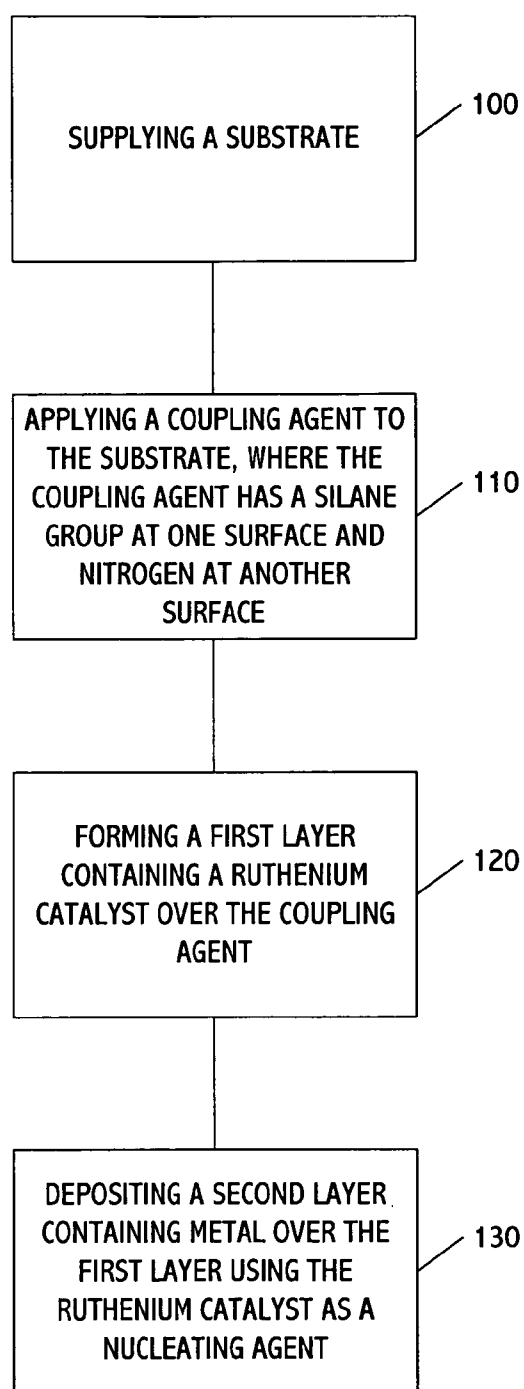 SUPPLYING A SUBSTRATE
100
APPLYING A COUPLING AGENT TO
THE SUBSTRATE, WHERE THE
COUPLING AGENT HAS A SILANE
GROUP AT ONE SURFACE AND
NITROGEN AT ANOTHER
SURFACE
110
FORMING A FIRST LAYER
CONTAINING A RUTHENIUM
CATALYST OVER THE COUPLING
AGENT
120
DEPOSITING A SECOND LAYER
CONTAINING METAL OVER THE
FIRST LAYER USING THE
RUTHENIUM CATALYST AS A
NUCLEATING AGENT
130